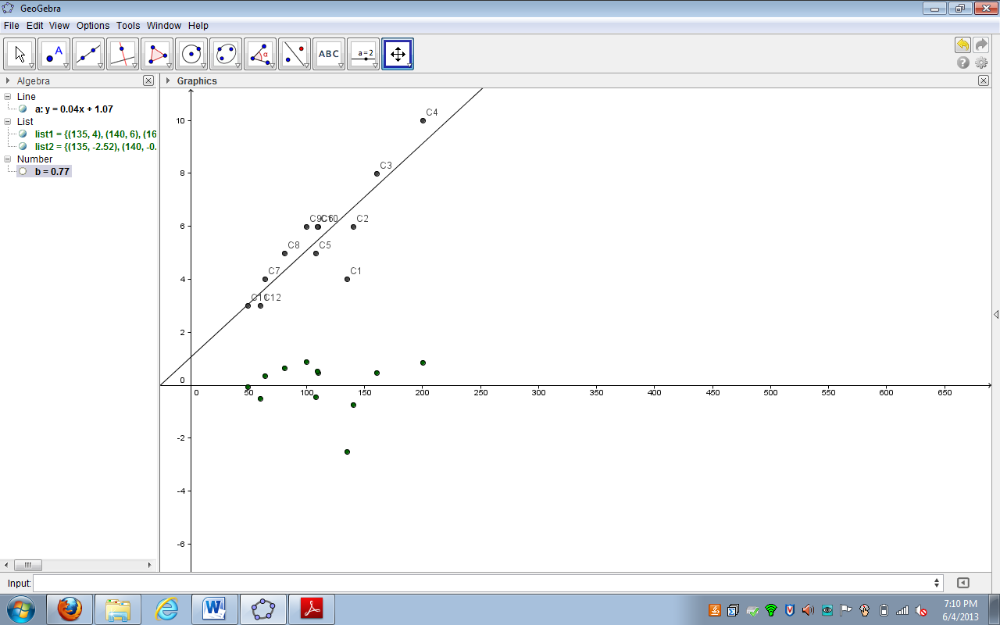 GeoGebra
File Edit View Options Tools Window Help
A
α
ABC
a=2
Algebra
Graphics
Line
a: y = 0.04x + 1.07
List
list1 = {(135, 4), (140, 6), (16
list2 = {(135, -2.52), (140, -0.
Number
b = 0.77
C4
10
C3
8
C2
6
C8
C5
C7
C1
4
C12
2
0
0 50 100 150 200 250 300 350 400 450 500 550 600 650
-2
-4
-6
Input:
W
7:10 PM
6/4/2013